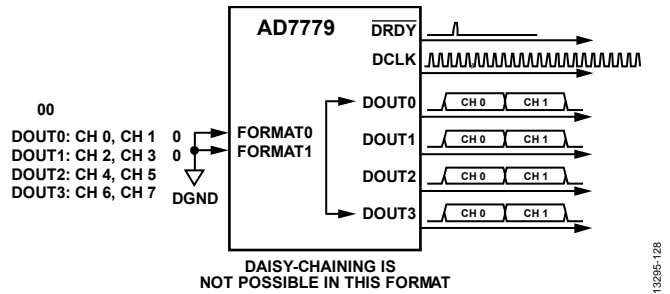 AD7779
DRDY
DCLK
00
DOUT0: CH 0, CH 1 0
DOUT1: CH 2, CH 3 0
DOUT2: CH 4, CH 5
DOUT3: CH 6, CH 7
DGND
FORMAT0
FORMAT1
DOUT0
CH 0 CH 1
DOUT1
CH 0 CH 1
DOUT2
CH 0 CH 1
DOUT3
CH 0 CH 1
DAISY-CHAINING IS
NOT POSSIBLE IN THIS FORMAT
13295-128